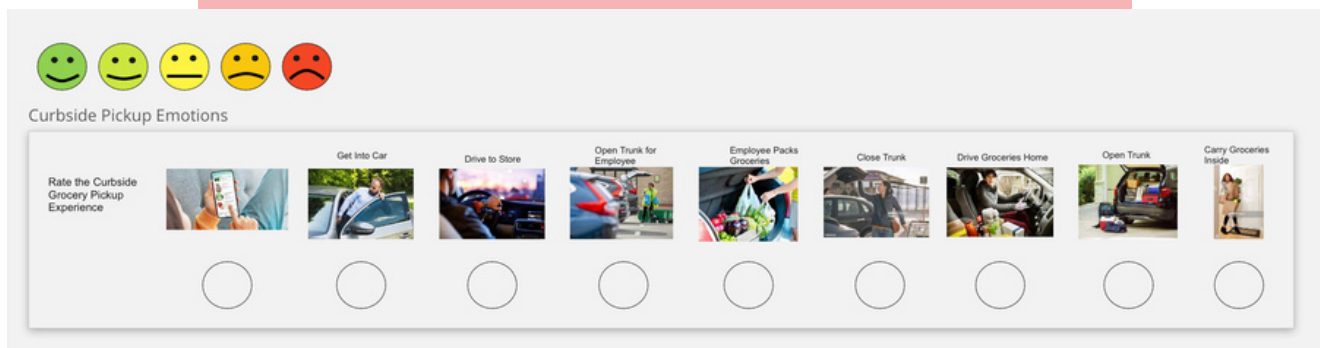 Curbside Pickup Emotions
Rate the Curbside
Grocery Pickup
Experience
Get Into Car
Drive to Store
Open Trunk for
Employee
Employee Packs
Groceries
Close Trunk
Drive Groceries Home
Open Trunk
Carry Groceries
Inside